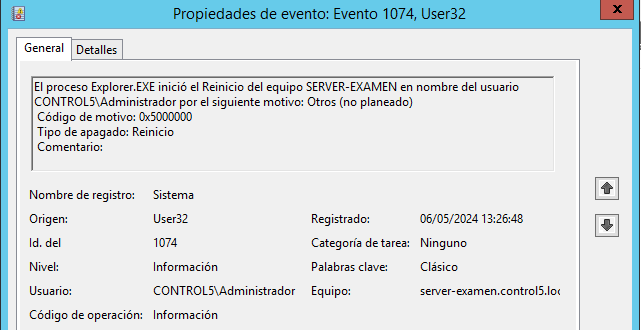 Propiedades de evento: Evento 1074, User32
x
General Detalles
El proceso Explorer.EXE inició el Reinicio del equipo SERVER-EXAMEN en nombre del usuario
CONTROL5\Administrador por el siguiente motivo: Otros (no planeado)
Código de motivo: 0x5000000
Tipo de apagado: Reinicio
Comentario:
Nombre de registro: Sistema
Origen: User32 Registrado: 06/05/2024 13:26:48
Id. del 1074 Categoría de tarea: Ninguno
Nivel: Información Palabras clave: Clásico
Usuario: CONTROL5\Administrador Equipo: server-examen.control5.loc
Código de operación: Información